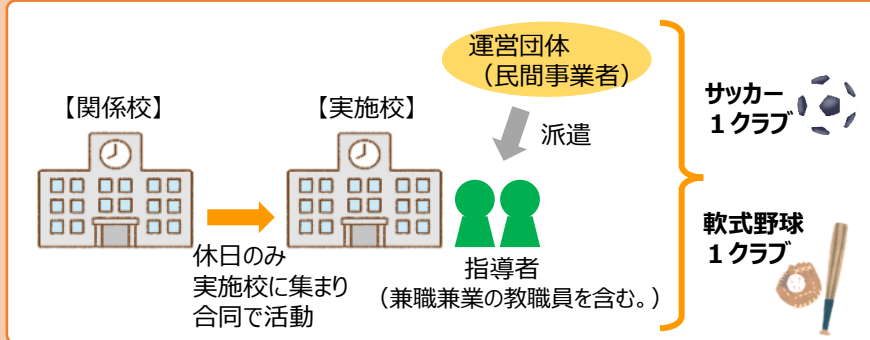 運営団体
（民間事業者）
【関係校】
【実施校】
派遣
サッカー
１クラブ
休日のみ
実施校に集まり
合同で活動
指導者
（兼職兼業の教職員を含む。）
軟式野球
１クラブ